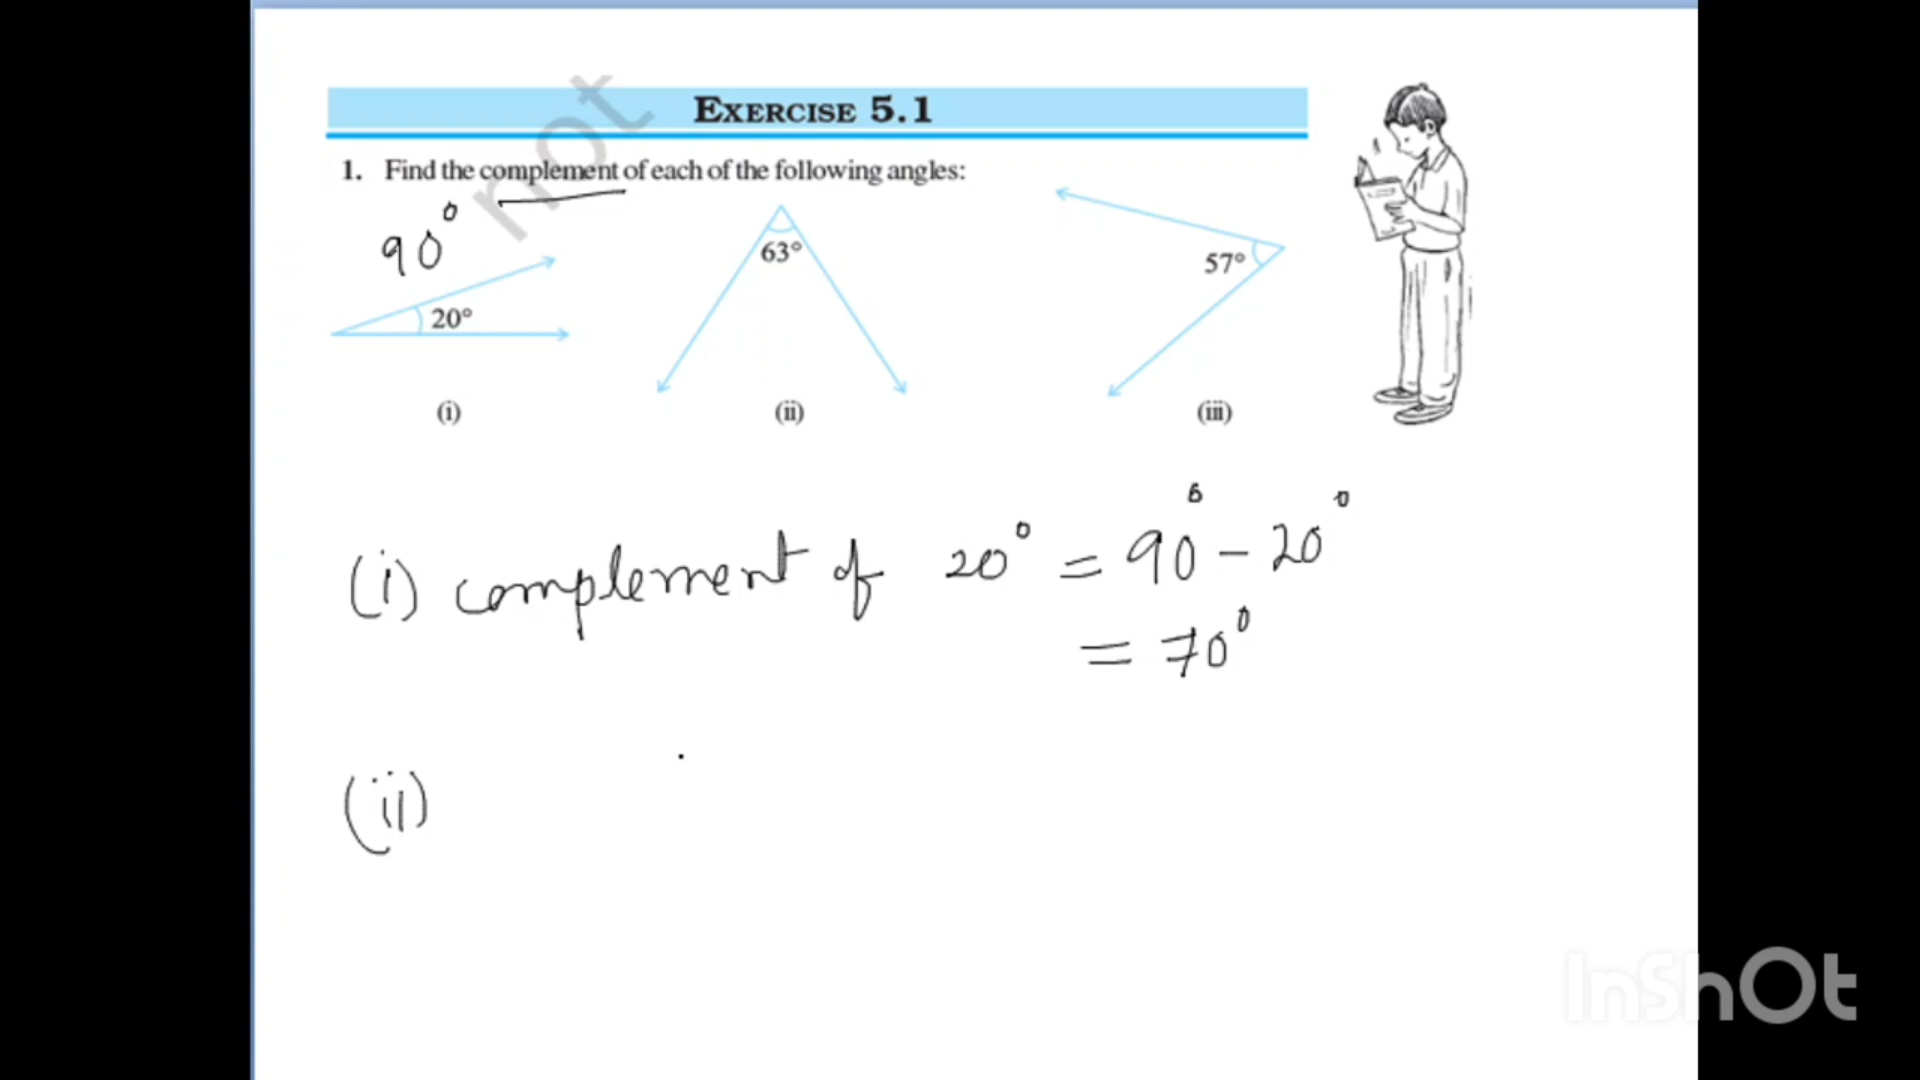 EXERCISE 5.1
not
1. Find the complement of each of the following angles:
90°
20°
63°
57°
(i)
(ii)
(iii)
(i) complement of 20° = 90° - 20°
= 70°
(ii)
InShOt